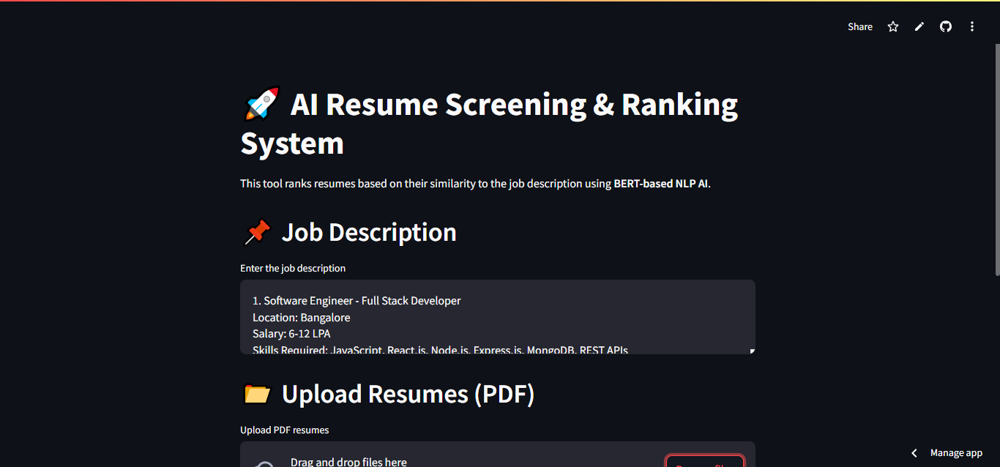 Share
AI Resume Screening & Ranking
System
This tool ranks resumes based on their similarity to the job description using BERT-based NLP AI.
Job Description
Enter the job description
1. Software Engineer - Full Stack Developer
Location: Bangalore
Salary: 6-12 LPA
Skills Required: JavaScript, React.js, Node.js, Express.js, MongoDB, REST APIs
Upload Resumes (PDF)
Upload PDF resumes
Drag and drop files here
Manage app